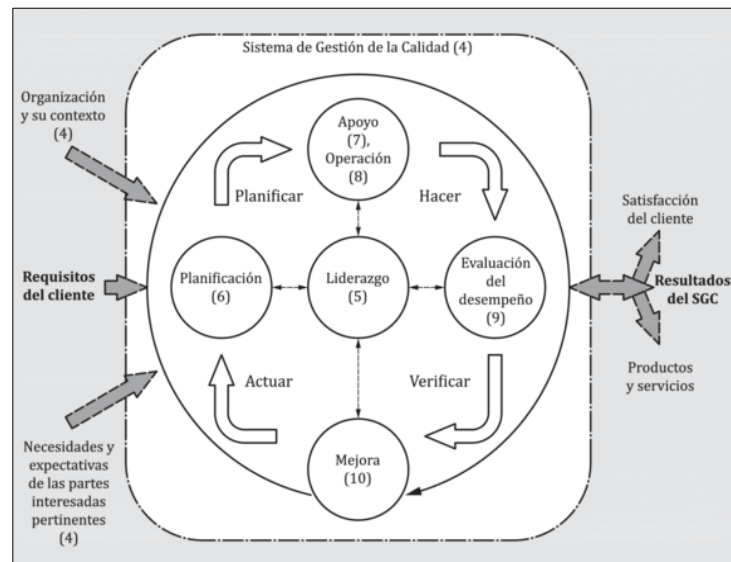 Sistema de Gestión de la Calidad (4)
Organización
y su contexto
(4)
Apoyo
(7),
Operación
(8)
Planificar
Hacer
Satisfacción
del cliente
Requisitos
del cliente
Planificación
(6)
Liderazgo
(5)
Evaluación
del
desempeño
(9)
Resultados
del SGC
Actuar
Verificar
Productos
y servicios
Necesidades y
expectativas
de las partes
interesadas
pertinentes
(4)
Mejora
(10)